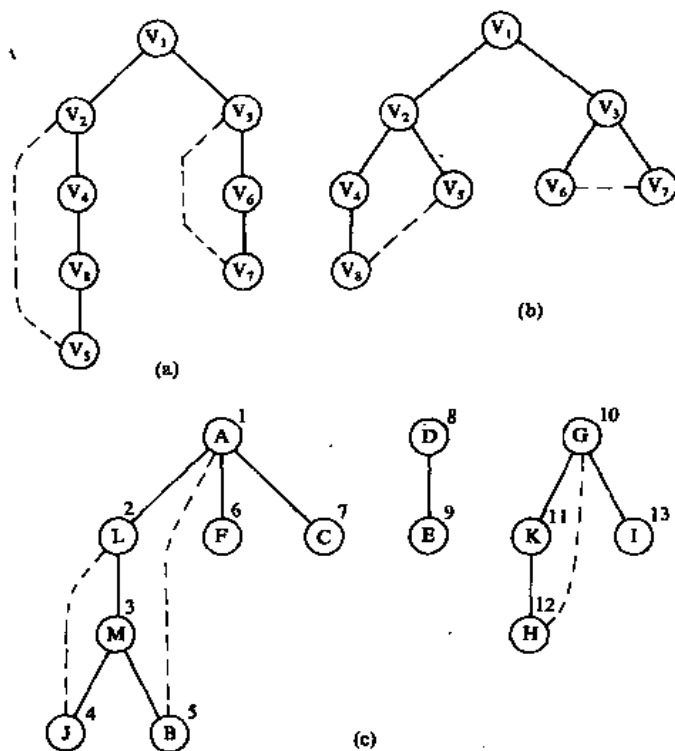 V₁
V₂
V₃
V₄
V₆
V₈
V₇
V₅
(a)
V₁
V₂
V₃
V₄
V₅
V₆
V₇
V₈
(b)
1
A
2
L
6
F
7
C
3
M
4
J
5
B
8
D
9
E
10
G
11
K
13
I
12
H
(c)